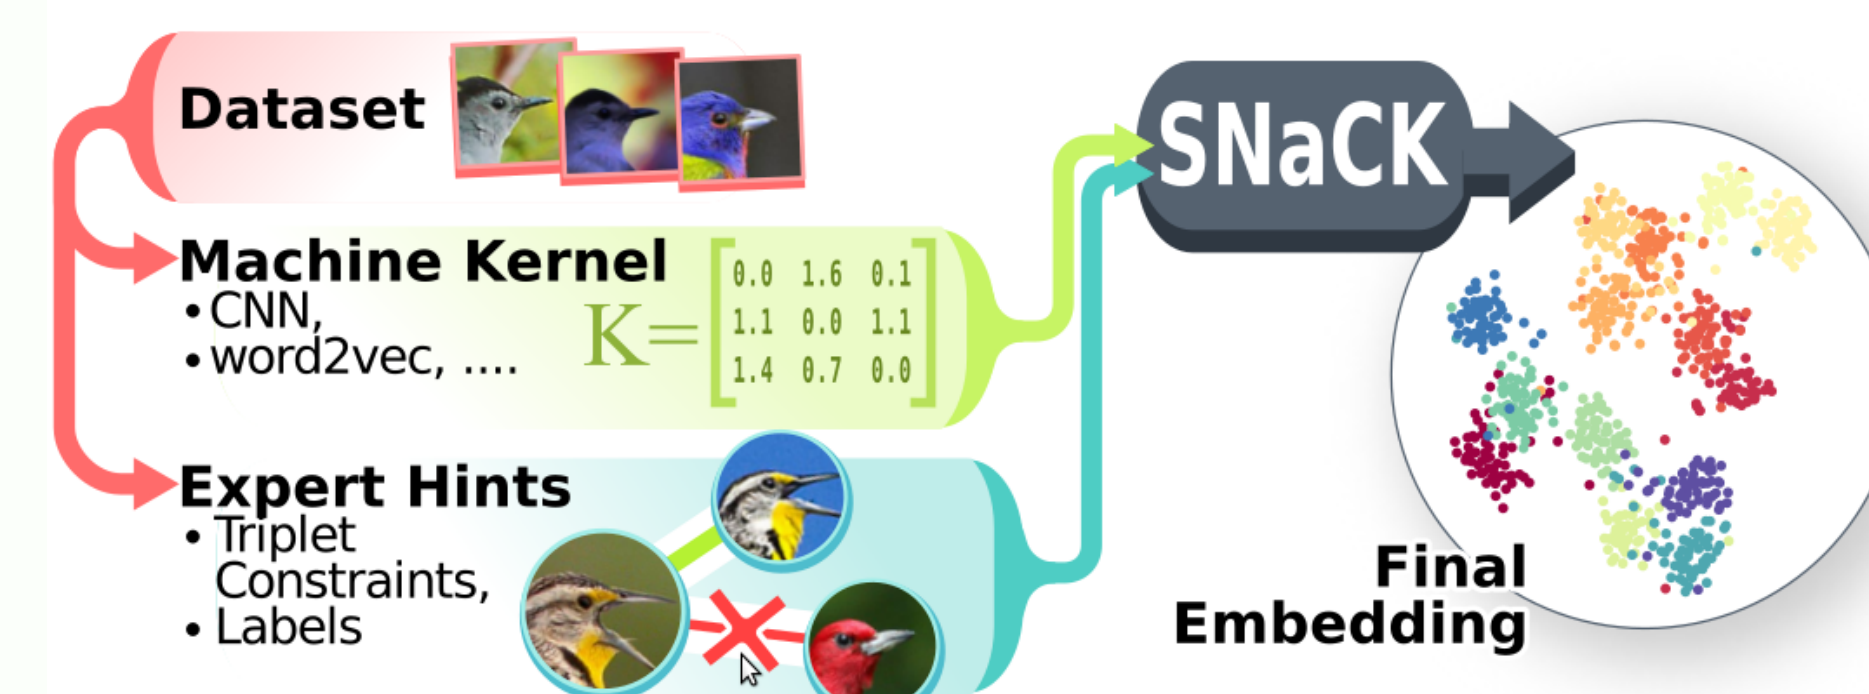 Dataset
Machine Kernel
• CNN,
• word2vec, ....
K=
0.0 1.6 0.1
1.1 0.0 1.1
1.4 0.7 0.0
Expert Hints
• Triplet
Constraints,
• Labels
SNaCK
Final
Embedding